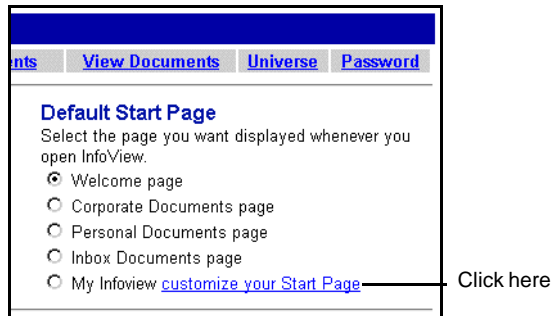 nts View Documents Universe Password
Default Start Page
Select the page you want displayed whenever you
open InfoView.
Welcome page
Corporate Documents page
Personal Documents page
Inbox Documents page
My Infoview customize your Start Page
Click here